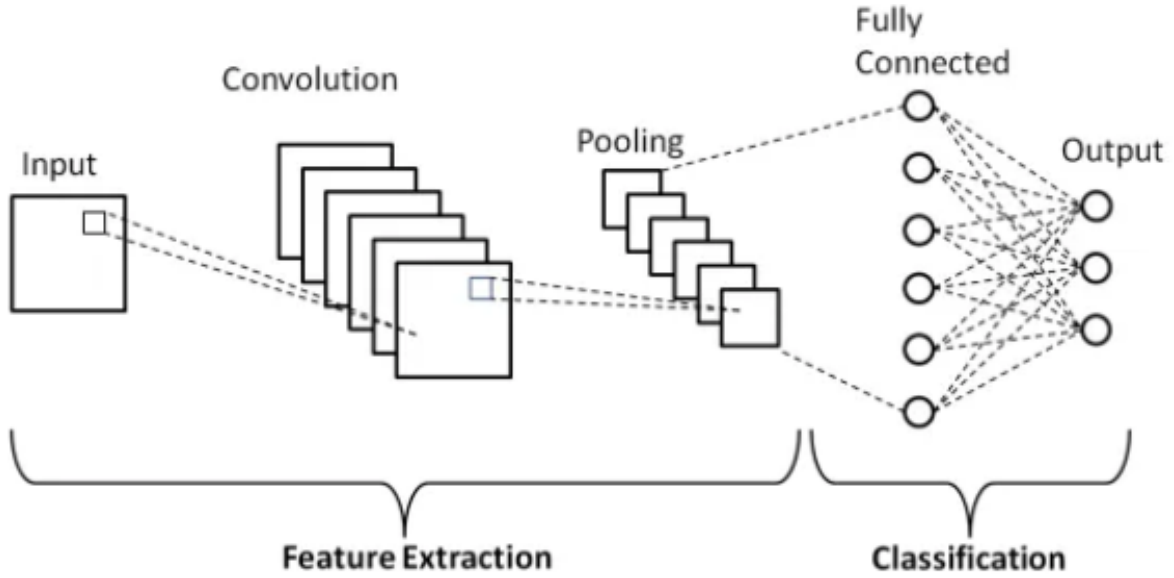 Input
Convolution
Pooling
Fully
Connected
Output
Feature Extraction
Classification